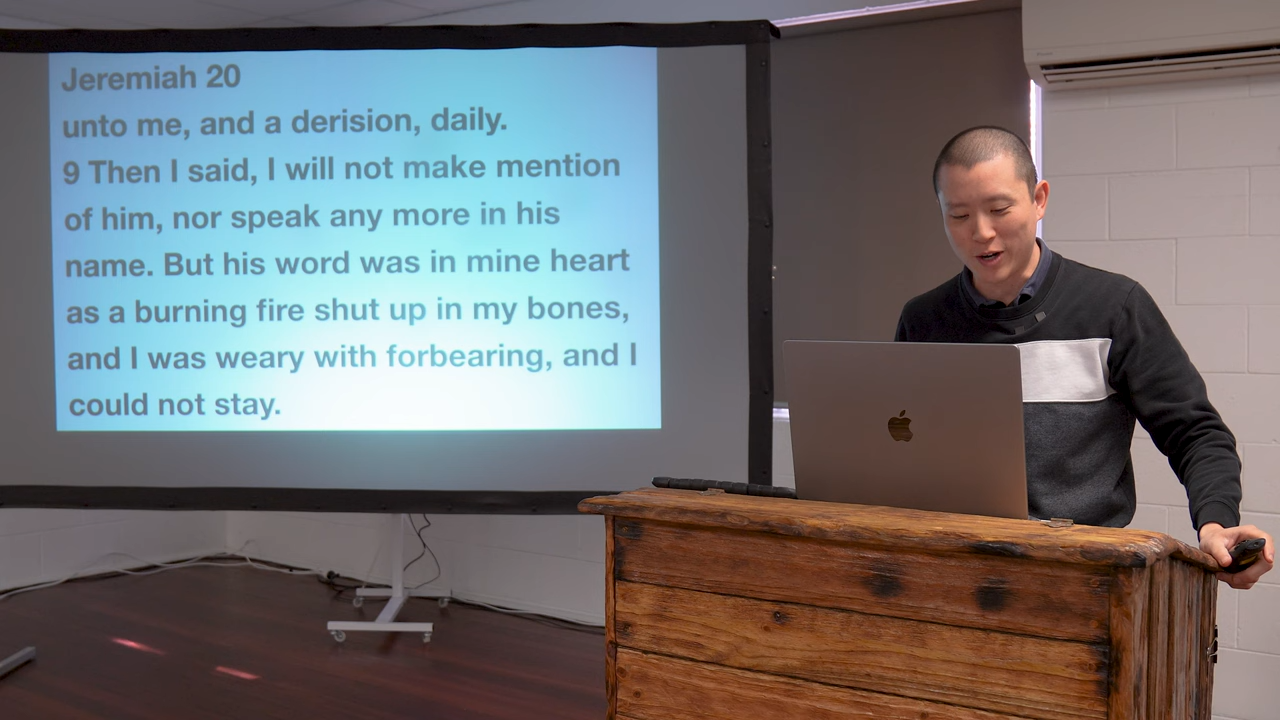 Jeremiah 20
unto me, and a derision, daily.
9 Then I said, I will not make mention
of him, nor speak any more in his
name. But his word was in mine heart
as a burning fire shut up in my bones,
and I was weary with forbearing, and I
could not stay.